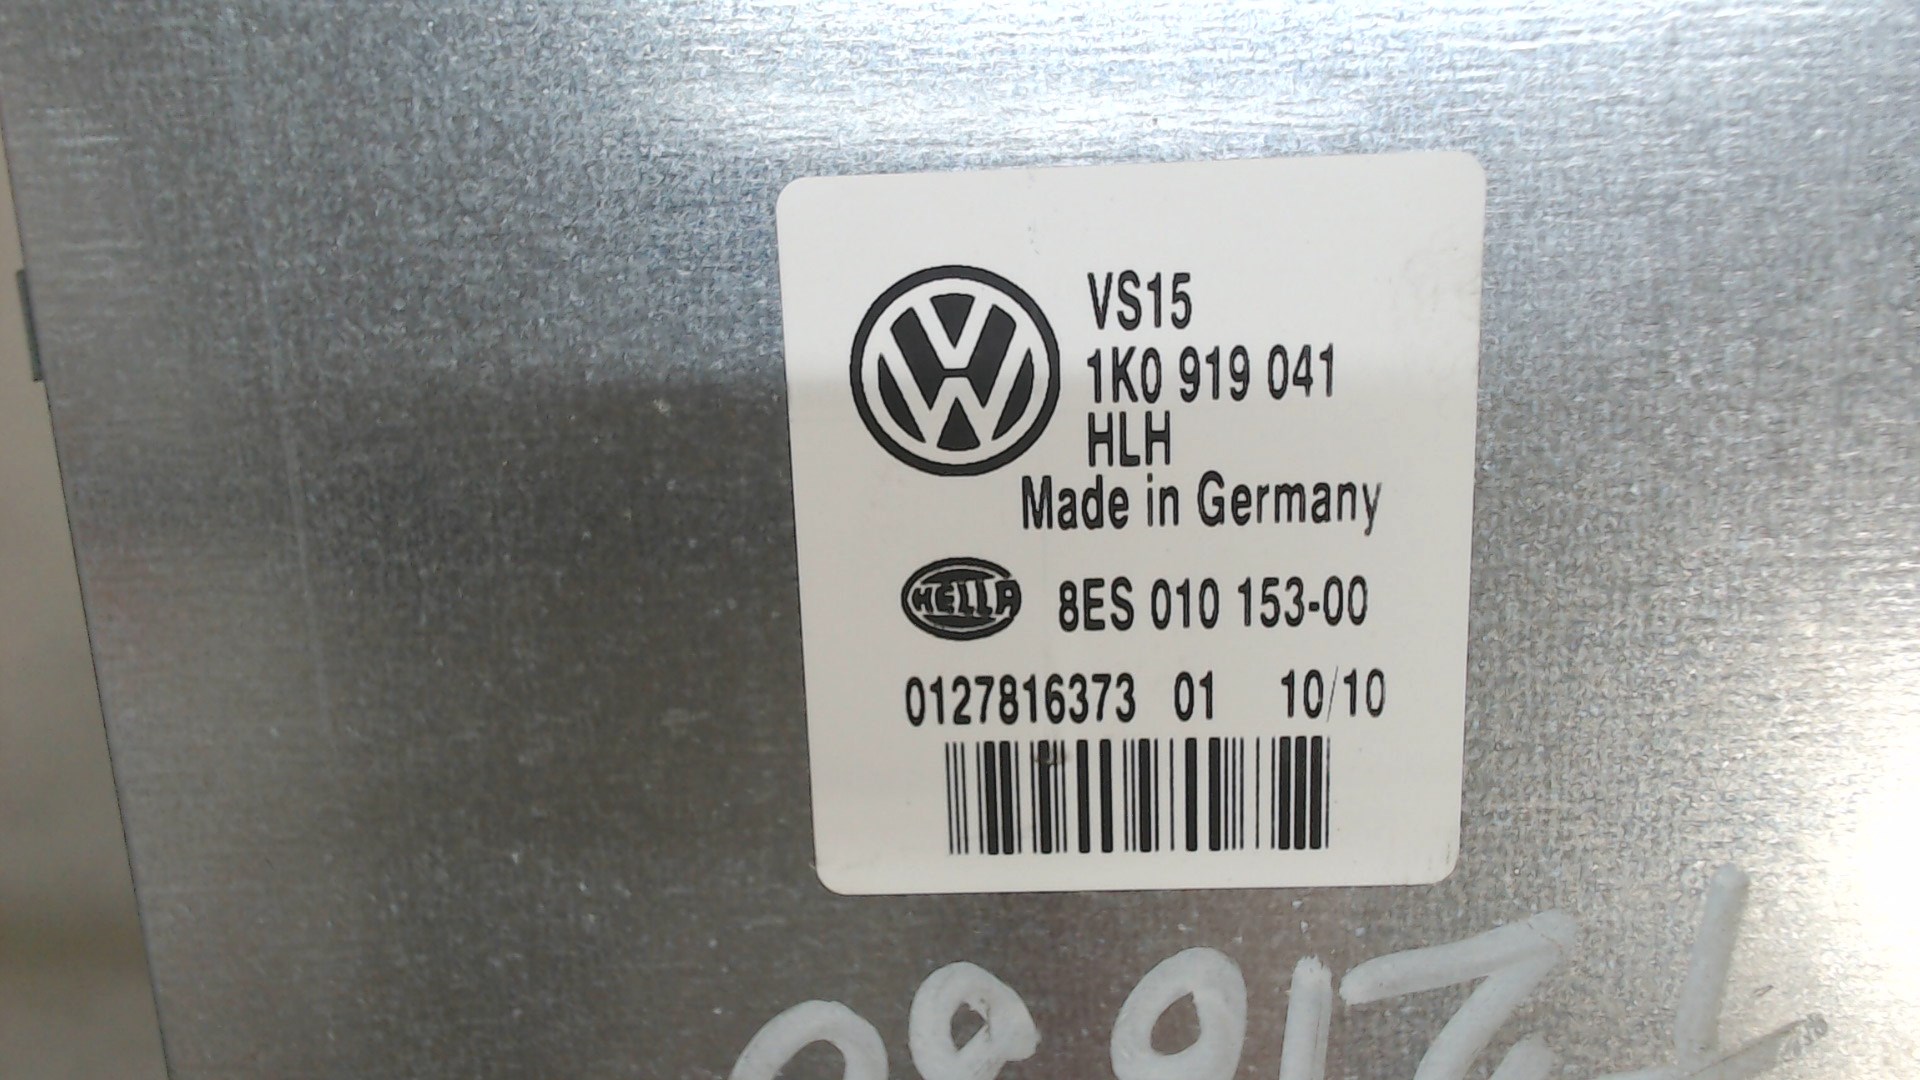 VS15
1K0 919 041
HLH
Made in Germany
HELLA 8ES 010 153-00
0127816373 01 10/10